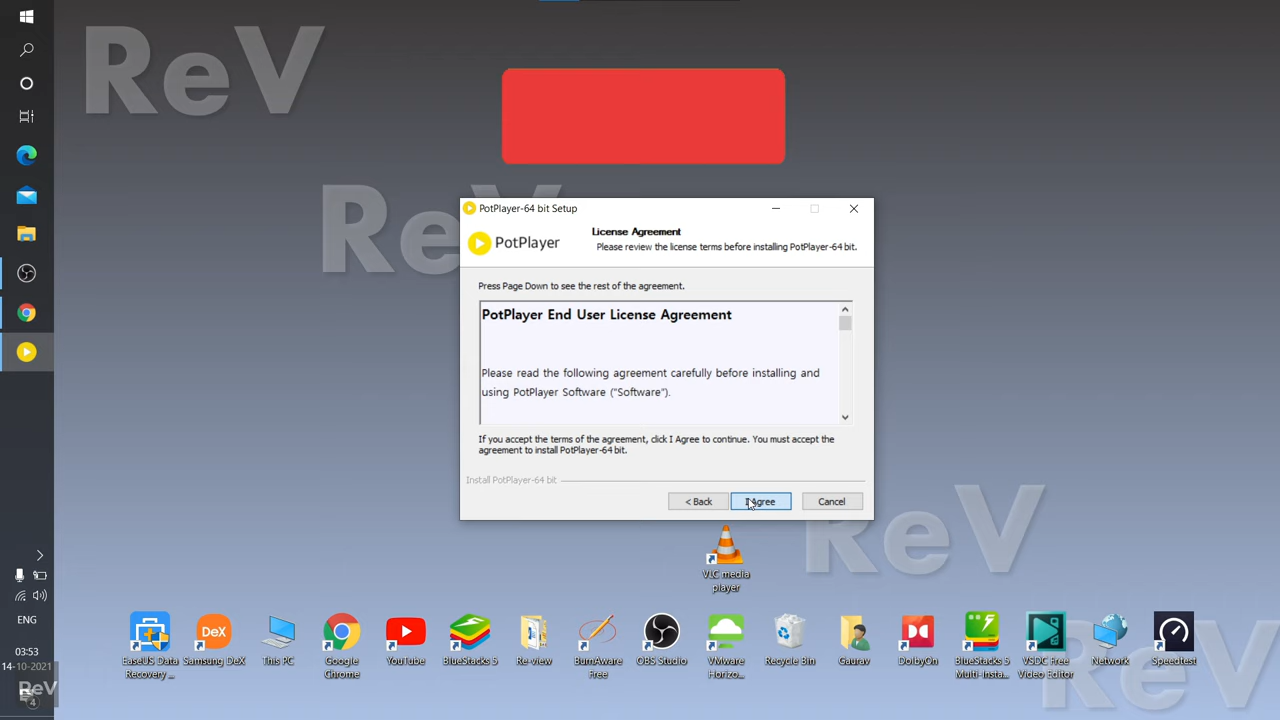 ReV
ReV
PotPlayer-64 bit Setup
PotPlayer
License Agreement
Please review the license terms before installing PotPlayer-64 bit.
Press Page Down to see the rest of the agreement.
PotPlayer End User License Agreement
Please read the following agreement carefully before installing and
using PotPlayer Software ("Software").
If you accept the terms of the agreement, click I Agree to continue. You must accept the
agreement to install PotPlayer-64 bit.
Install PotPlayer-64 bit
< Back
I Agree
Cancel
ReV
VLC media
player
DeX
EaseUS Data
Recovery ...
Samsung DeX
This PC
Google
Chrome
YouTube
BlueStacks 5
Re-view
BurnAware
Free
OBS Studio
VMware
Horizo...
Recycle Bin
Gaurav
DolbyOn
BlueStacks 5
Multi-Insta...
VSDC Free
Video Editor
Network
Speedtest
ReV
ENG
03:53
14-10-2021
ReV
4